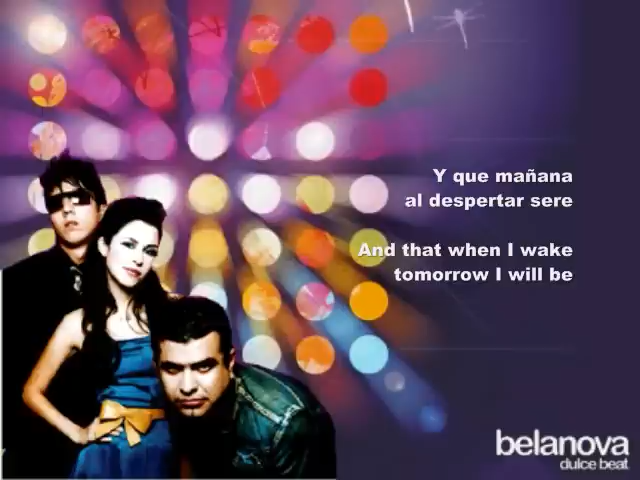 Y que mañana
al despertar sere
And that when I wake
tomorrow I will be
belanova
dulce beat